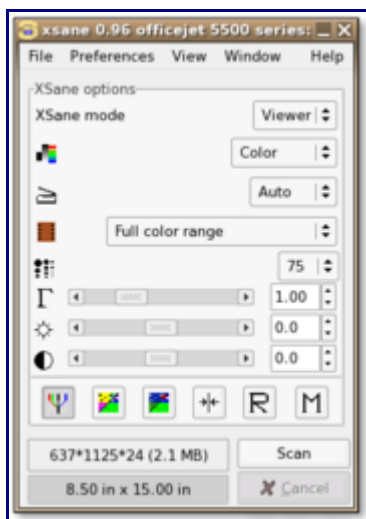 xsane 0.96 officejet 5500 series:
File Preferences View Window Help
XSane options
XSane mode Viewer
Color
Auto
Full color range
75
Γ 1.00
0.0
0.0
R M
637*1125*24 (2.1 MB) Scan
8.50 in x 15.00 in Cancel